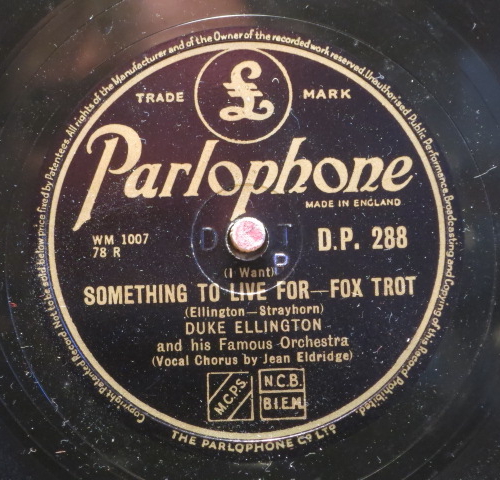 Copyright Patented Record Not to be sold below price fixed by Patentees. All rights of the Manufacturer and of the Owner of the recorded work reserved. Unauthorised Public Performance, Broadcasting and Copying of this Record Prohibited.
£
TRADE MARK
Parlophone
MADE IN ENGLAND
WM 1007
78 R
D.P. 288
P
(I Want)
SOMETHING TO LIVE FOR—FOX TROT
(Ellington—Strayhorn)
DUKE ELLINGTON
and his Famous Orchestra
(Vocal Chorus by Jean Eldridge)
M.C.P.S.
N.C.B.
B.I.E.M.
THE PARLOPHONE CO LTD